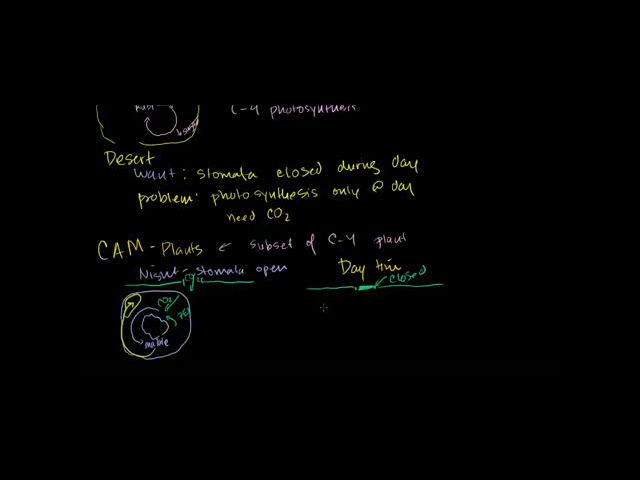 C-4 photosynthesis
Desert
want: stomata closed during day
problem: photosynthesis only @ day
need CO2
CAM - Plants ← subset of C-4 plant
Night - stomata open
Day time
closed
CO2
malate